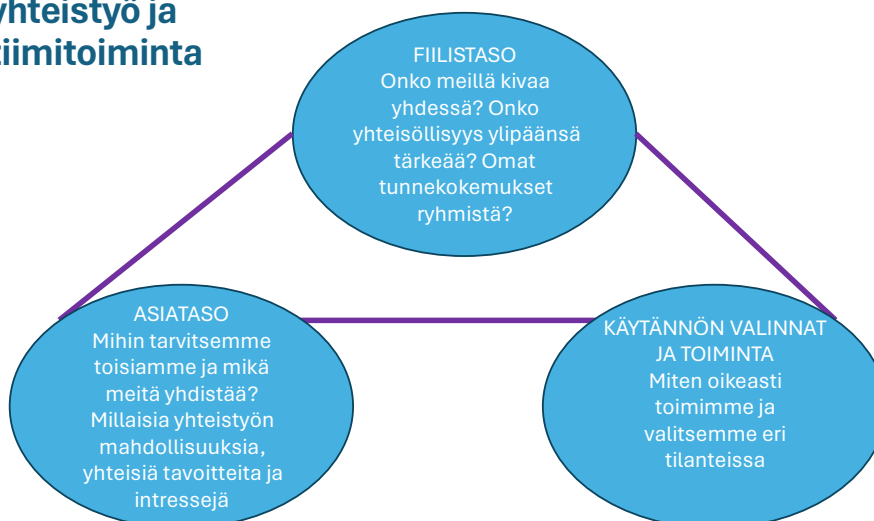 yhteistyö ja
tiimitoiminta
FIILISTASO
Onko meillä kivaa
yhdessä? Onko
yhteisöllisyys ylipäänsä
tärkeää? Omat
tunnekokemukset
ryhmistä?
ASIATASO
Mihin tarvitsemme
toisiamme ja mikä
meitä yhdistää?
Millaisia yhteistyön
mahdollisuuksia,
yhteisiä tavoitteita ja
intressejä
KÄYTÄNNÖN VALINNAT
JA TOIMINTA
Miten oikeasti
toimimme ja
valitsemme eri
tilanteissa